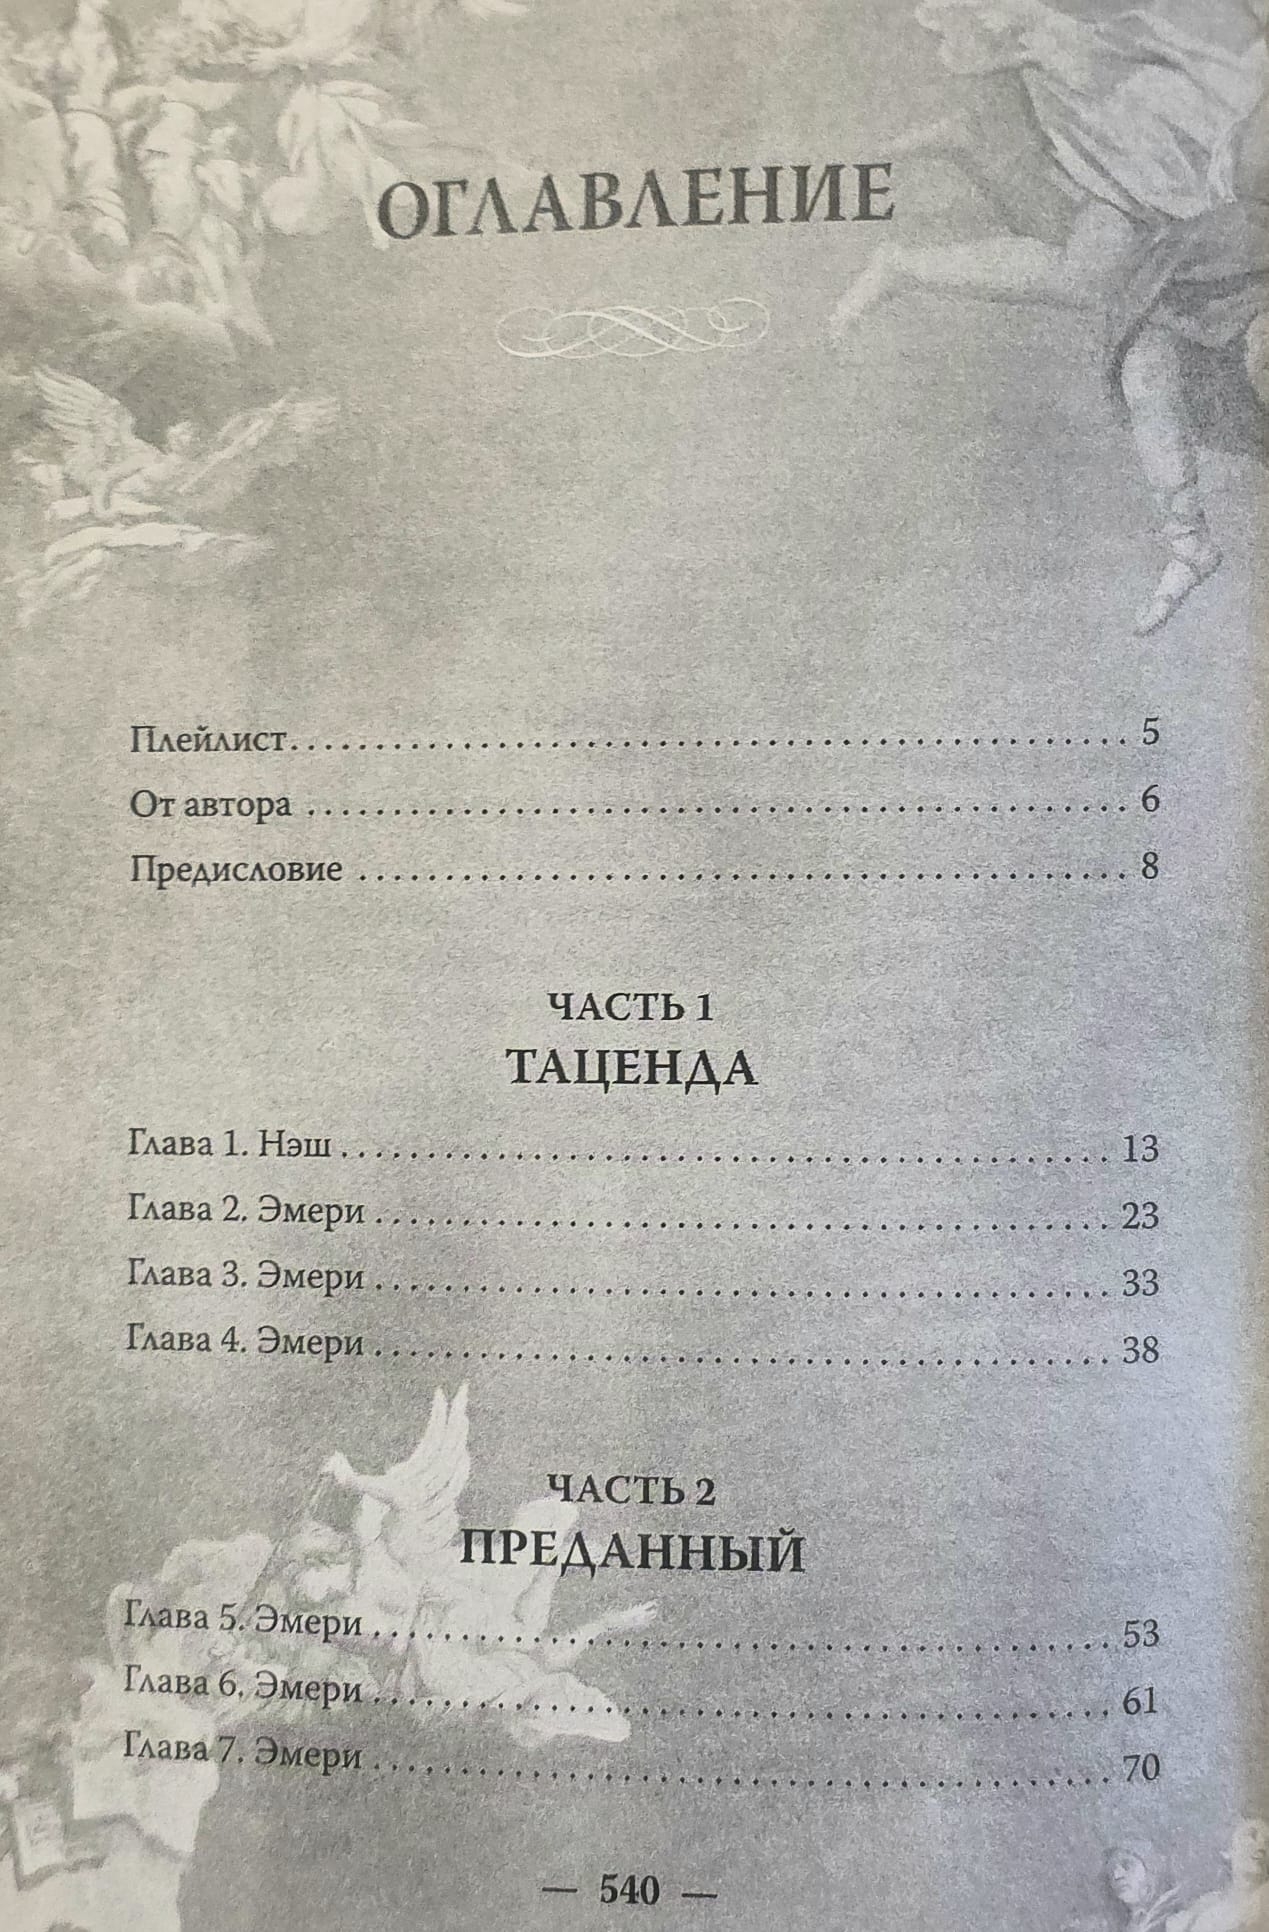 ОГЛАВЛЕНИЕ
Плейлист................................................ 5
От автора ................................................ 6
Предисловие ............................................. 8
ЧАСТЬ 1
ТАЦЕНДА
Глава 1. Нэш ............................................. 13
Глава 2. Эмери ........................................... 23
Глава 3. Эмери ........................................... 33
Глава 4. Эмери ........................................... 38
ЧАСТЬ 2
ПРЕДАННЫЙ
Глава 5. Эмери ........................................... 53
Глава 6. Эмери ........................................... 61
Глава 7. Эмери ........................................... 70
— 540 —